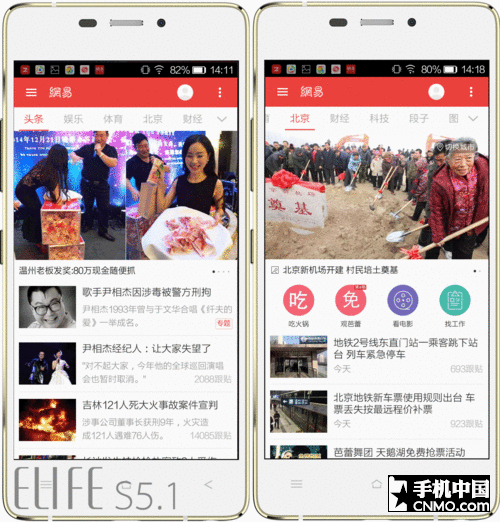 82% 14:11
網易
头条 娱乐 体育 北京 财经
2014年12月21日
温州老板发奖:80万现金随便抓
歌手尹相杰因涉毒被警方刑拘
尹相杰1993年曾与于文华合唱《纤夫的
爱》一举成名。
专题
尹相杰经纪人：让大家失望了
"对不起大家，今年他的全球巡回演唱
会也暂时取消。"
2088跟贴
吉林121人死大火事故案件宣判
涉事公司董事长获刑9年，火灾造
成121人遇难76人伤。
14085跟贴
ELIFE S5.1
80% 14:18
網易
北京 财经 科技 段子 图
切换城市
奠基
北京新机场开建 村民培土奠基
吃 免
吃火锅 观芭蕾 看电影 找工作
地铁2号线东直门站一乘客跳下站
台 列车紧急停车
今天 693跟贴
北京地铁新车票使用规则出台 车
票丢失按最远程价补票
今天 923跟贴
芭蕾舞团 天鹅湖免费抢票活动
手机中国
CNMO.com